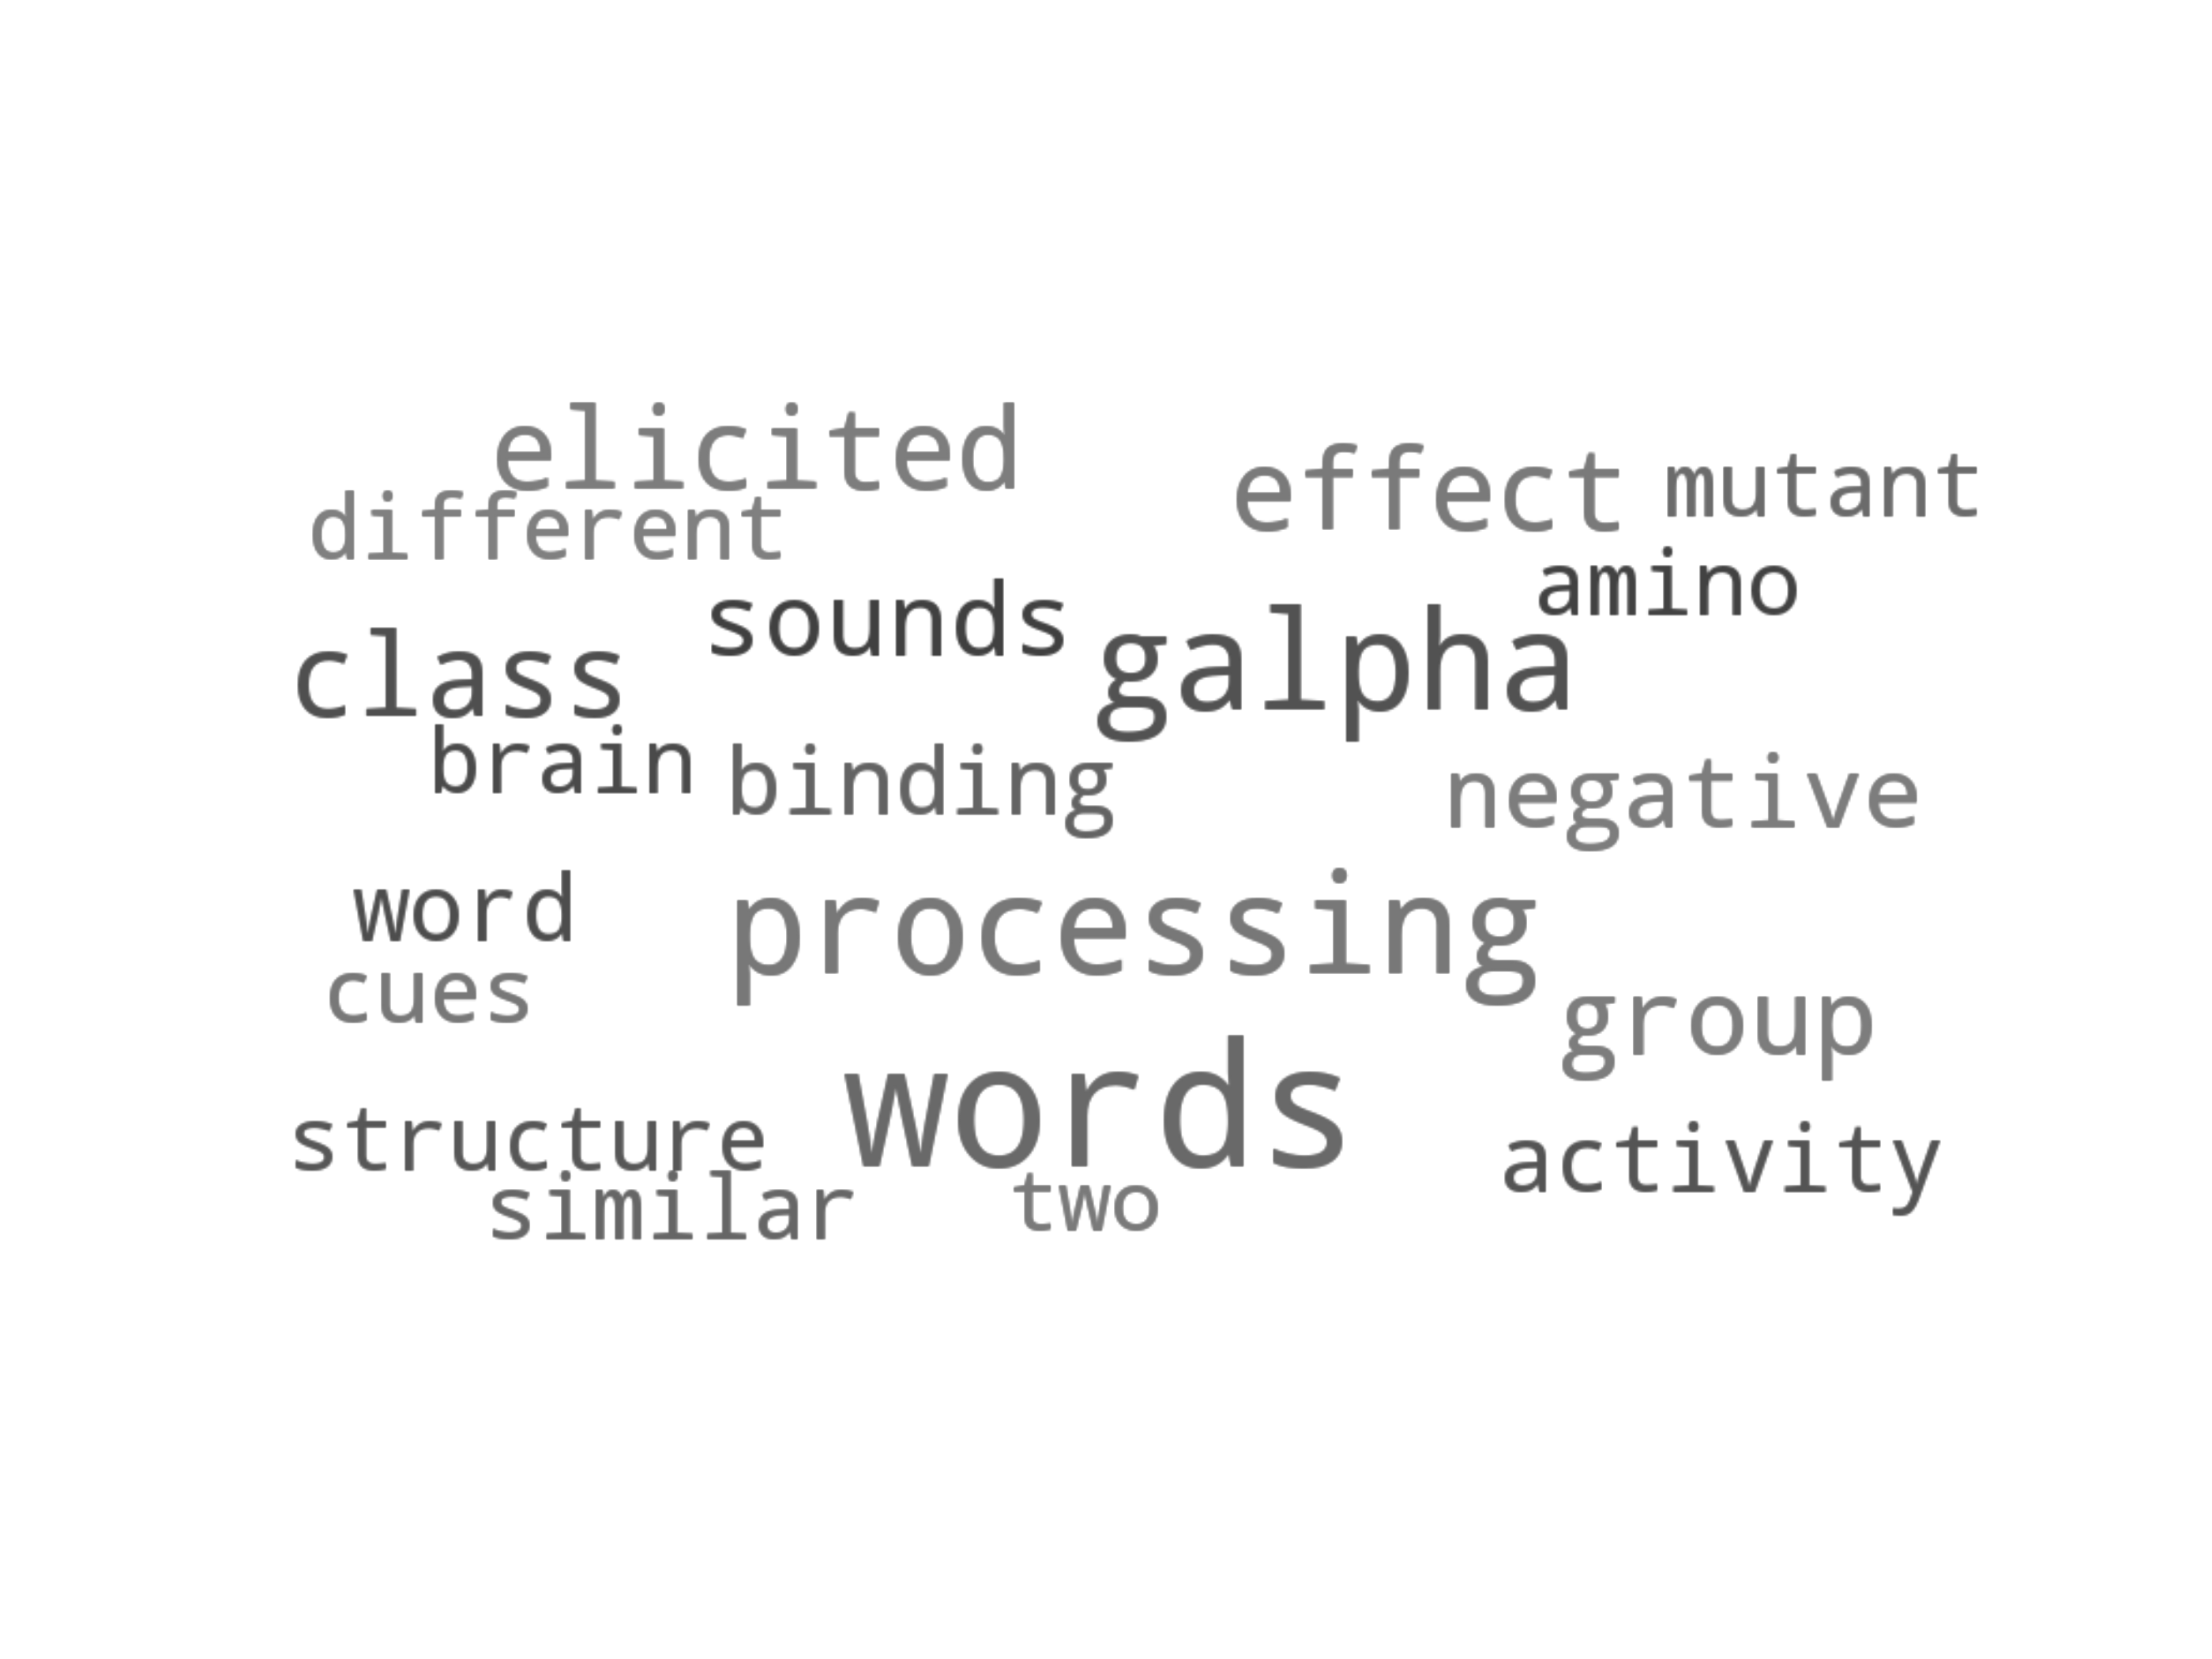 elicited
effect mutant
different
amino
sounds
class galpha
brain binding negative
word processing
cues group
structure words activity
similar two